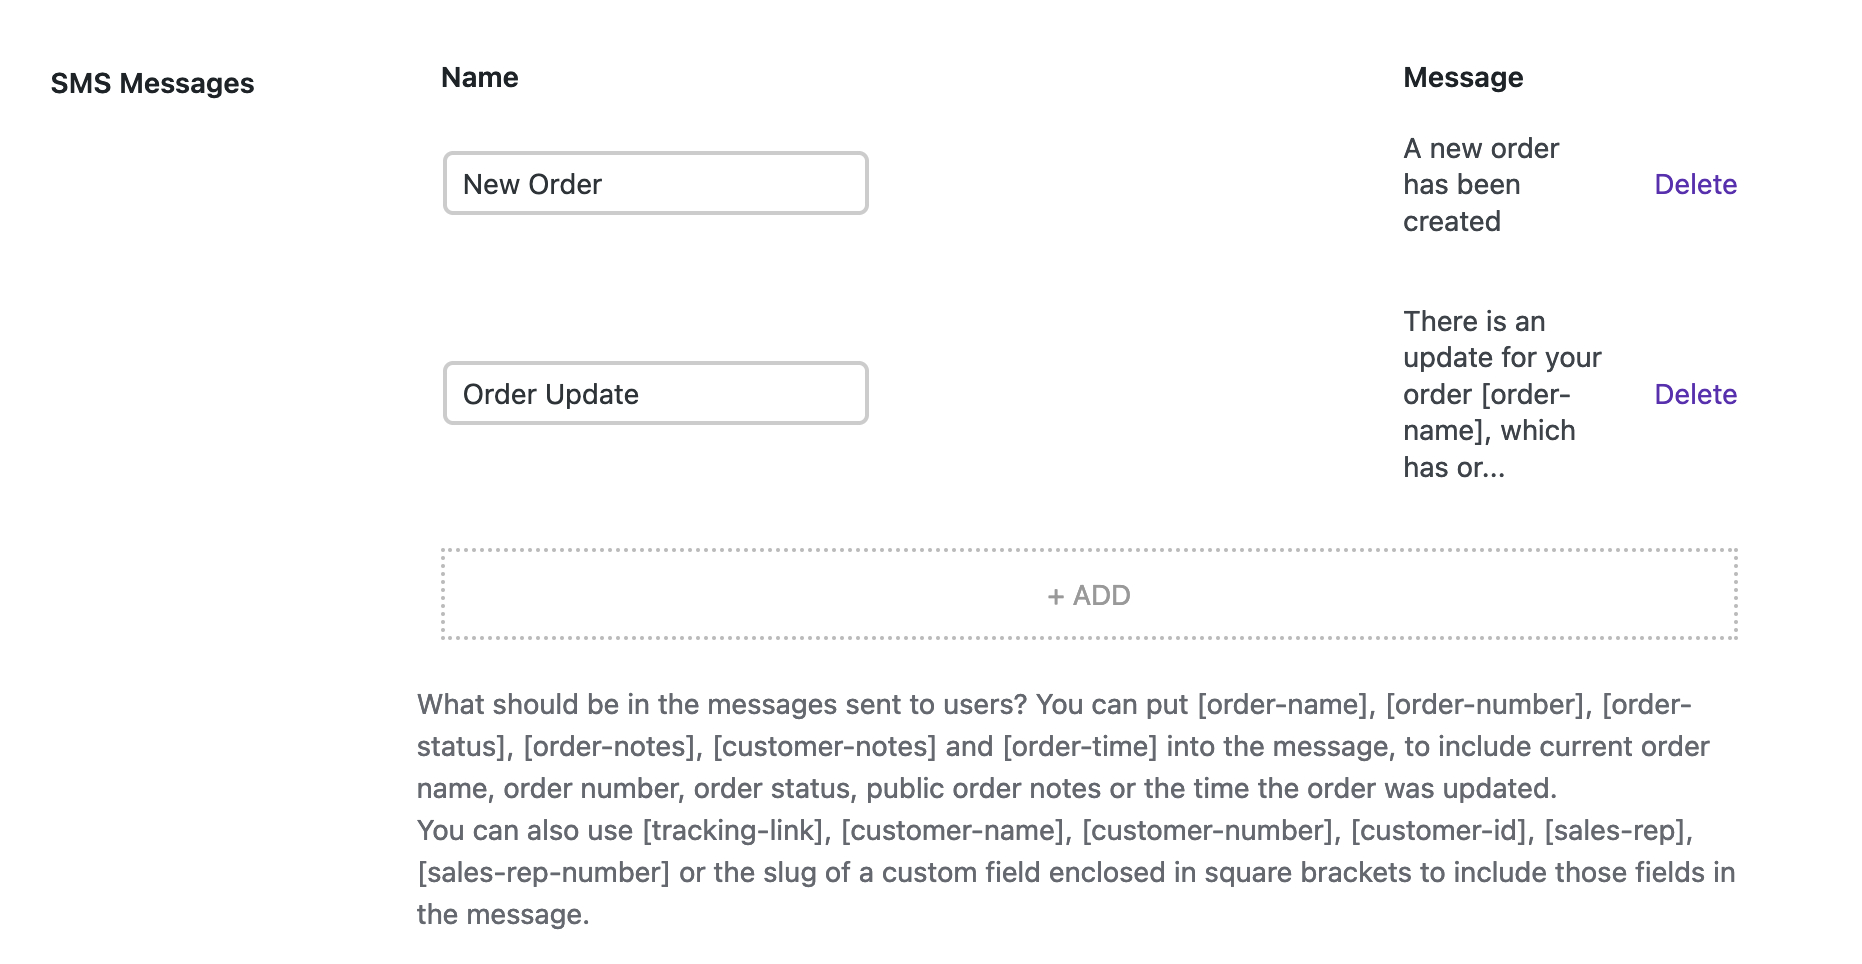 SMS Messages
Name
Message
New Order
A new order
has been
created
Delete
Order Update
There is an
update for your
order [order-
name], which
has or...
Delete
+ ADD
What should be in the messages sent to users? You can put [order-name], [order-number], [order-
status], [order-notes], [customer-notes] and [order-time] into the message, to include current order
name, order number, order status, public order notes or the time the order was updated.
You can also use [tracking-link], [customer-name], [customer-number], [customer-id], [sales-rep],
[sales-rep-number] or the slug of a custom field enclosed in square brackets to include those fields in
the message.